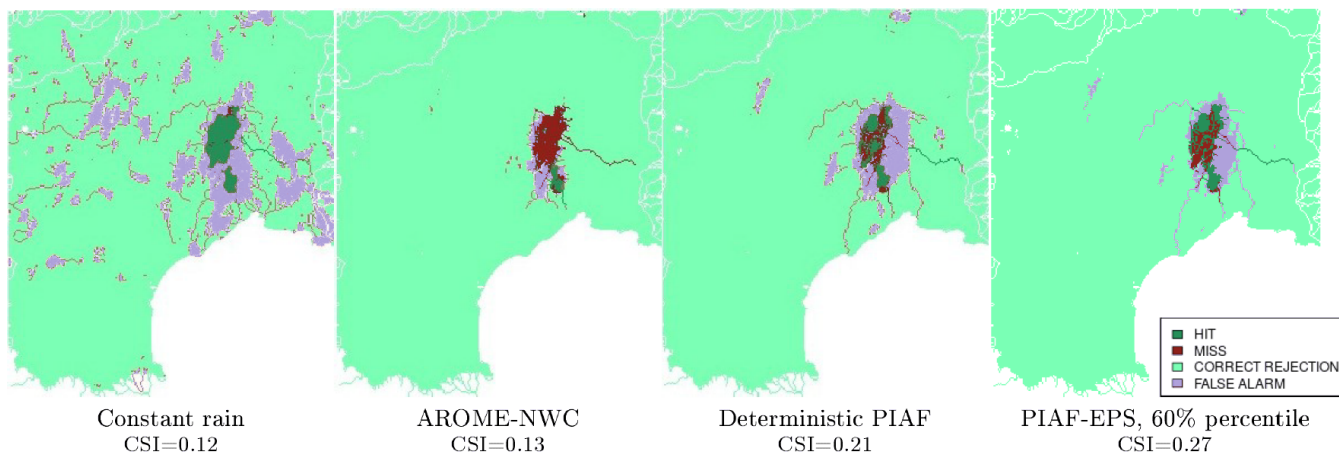 HIT
MISS
CORRECT REJECTION
FALSE ALARM
Constant rain
CSI=0.12
AROME-NWC
CSI=0.13
Deterministic PIAF
CSI=0.21
PIAF-EPS, 60% percentile
CSI=0.27